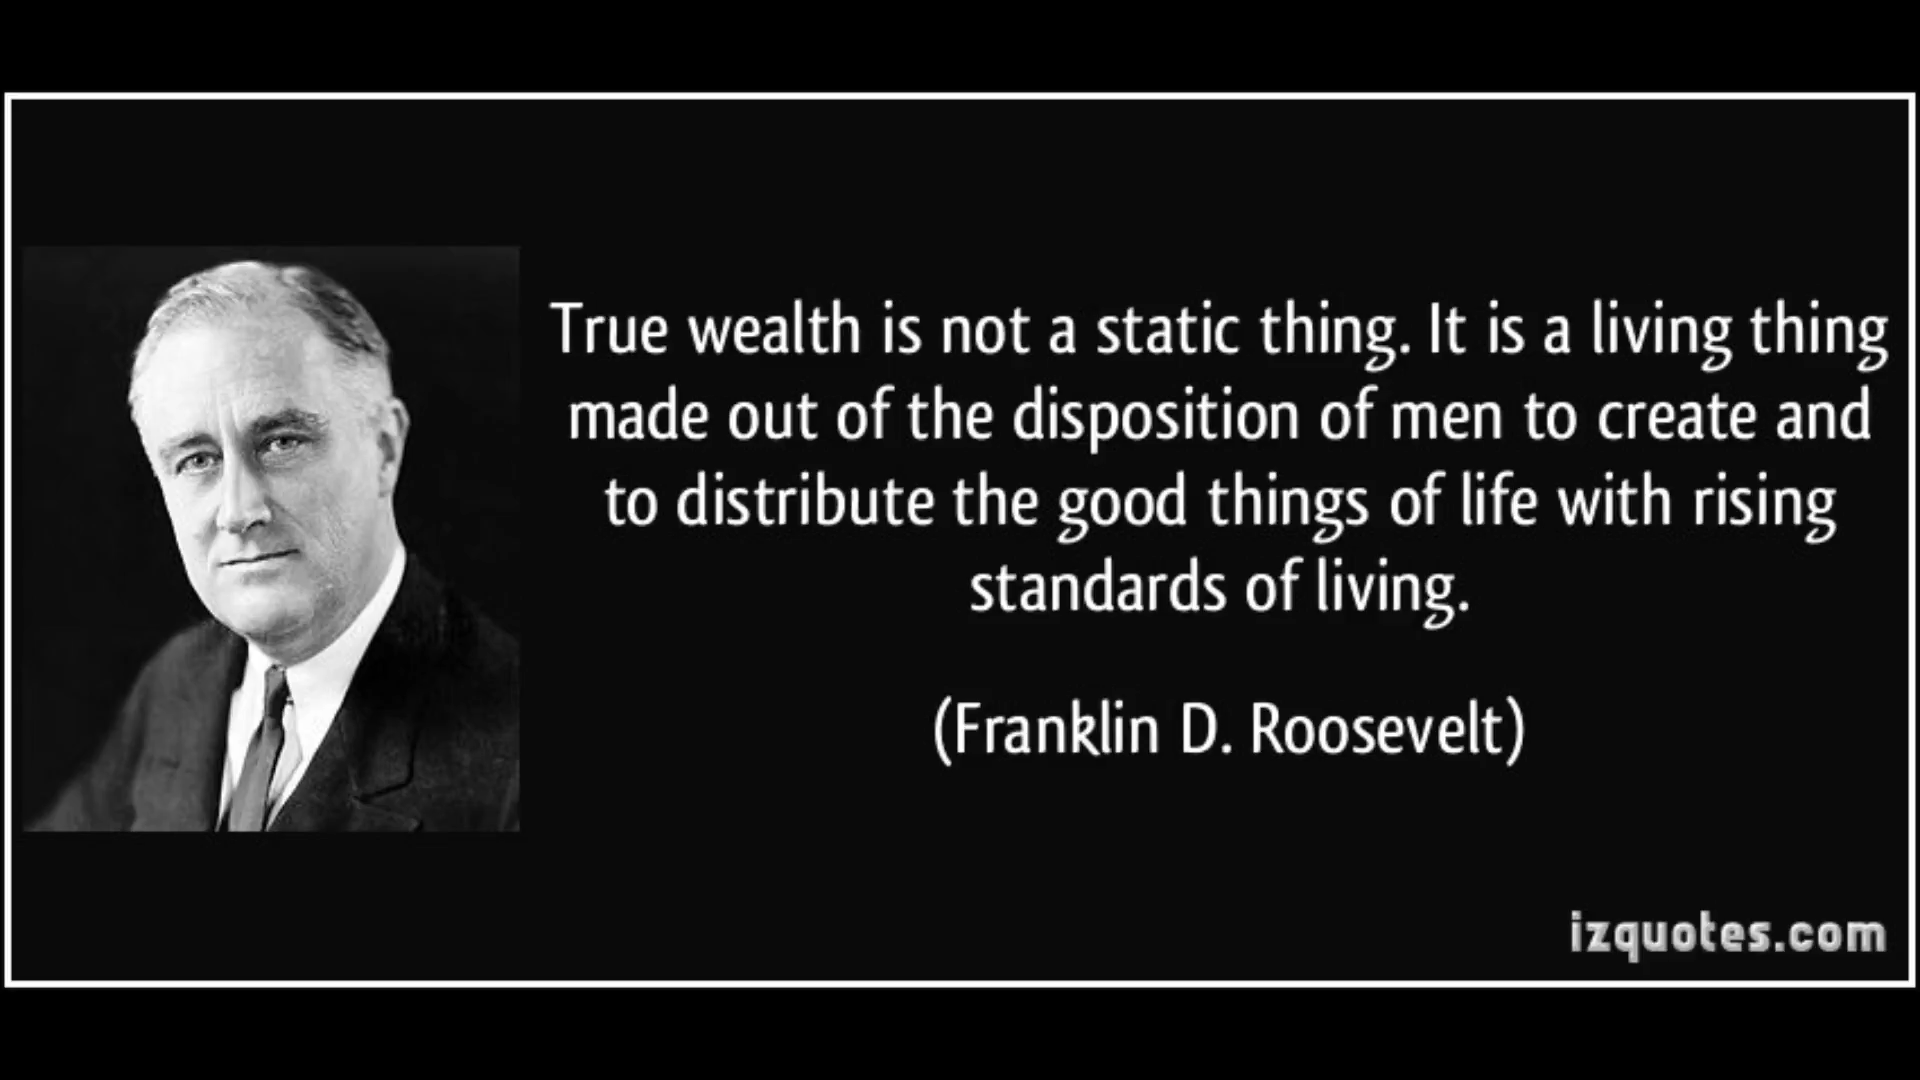 True wealth is not a static thing. It is a living thing
made out of the disposition of men to create and
to distribute the good things of life with rising
standards of living.
(Franklin D. Roosevelt)
izquotes.com